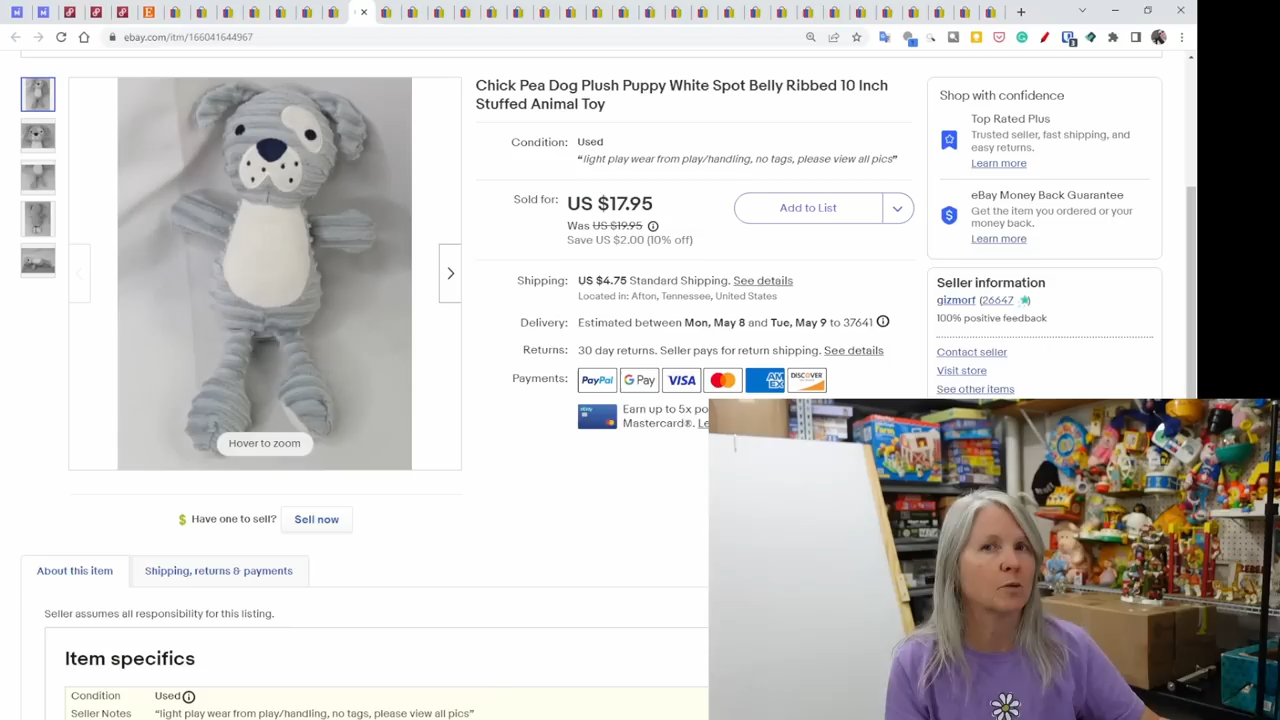 ebay.com/itm/166041644967
Chick Pea Dog Plush Puppy White Spot Belly Ribbed 10 Inch
Stuffed Animal Toy
Condition: Used
“light play wear from play/handling, no tags, please view all pics”
Sold for: US $17.95
Add to List
Was US $19.95
Save US $2.00 (10% off)
Shipping: US $4.75 Standard Shipping. See details
Located in: Afton, Tennessee, United States
Delivery: Estimated between Mon, May 8 and Tue, May 9 to 37641
Returns: 30 day returns. Seller pays for return shipping. See details
Payments: PayPal G Pay VISA AM EX DISCOVER
Earn up to 5x po
Mastercard®. Le
Shop with confidence
Top Rated Plus
Trusted seller, fast shipping, and
easy returns.
Learn more
eBay Money Back Guarantee
Get the item you ordered or your
money back.
Learn more
Seller information
gizmorf (26647
100% positive feedback
Contact seller
Visit store
See other items
Hover to zoom
Have one to sell? Sell now
About this item
Shipping, returns & payments
Seller assumes all responsibility for this listing.
Item specifics
Condition Used
Seller Notes “light play wear from play/handling, no tags, please view all pics”